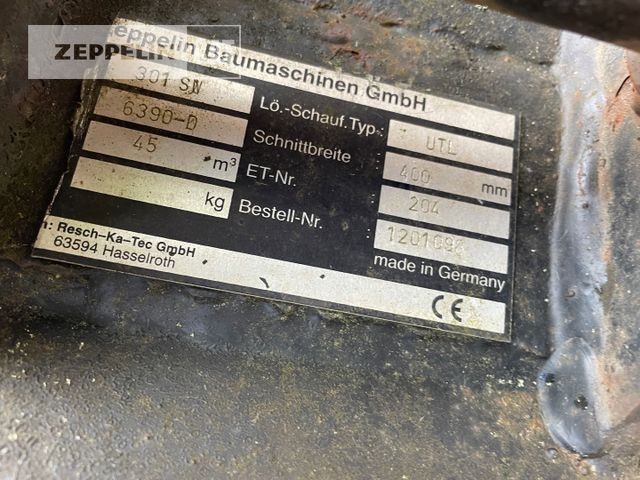 ZEPPELIN
Zeppelin Baumaschinen GmbH
301 SN Lö.-Schauf.Typ: UTL
6390-D Schnittbreite 400 mm
45 m³ ET-Nr. 204
kg Bestell-Nr.
made in Germany
n: Resch-Ka-Tec GmbH
63594 Hasselroth
CE